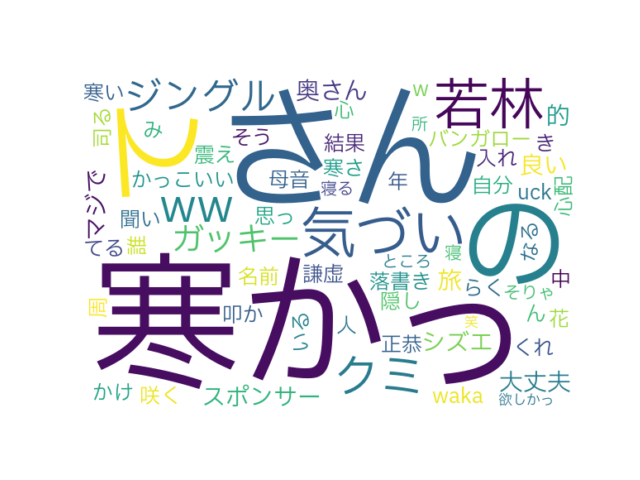 寒い
ジングル
奥さん
w
若林
的
司る
み
ト
さん
の
心
所
そう
結果
バンガロー
き
震え
寒さ
入れ
良い
かっこいい
母音
寝る
年
自分
uck
心配
マジで
聞い
ww
思っ
気づい
なる
てる
誰
ガッキー
ところ
寝
寒かっ
名前
謙虚
落書き
旅
らく
そりゃ
中
周
叩か
いる
人
隠し
ん
花
正恭
シズエ
笑
くれ
クミ
かけ
咲く
スポンサー
waka
大丈夫
欲しかっ